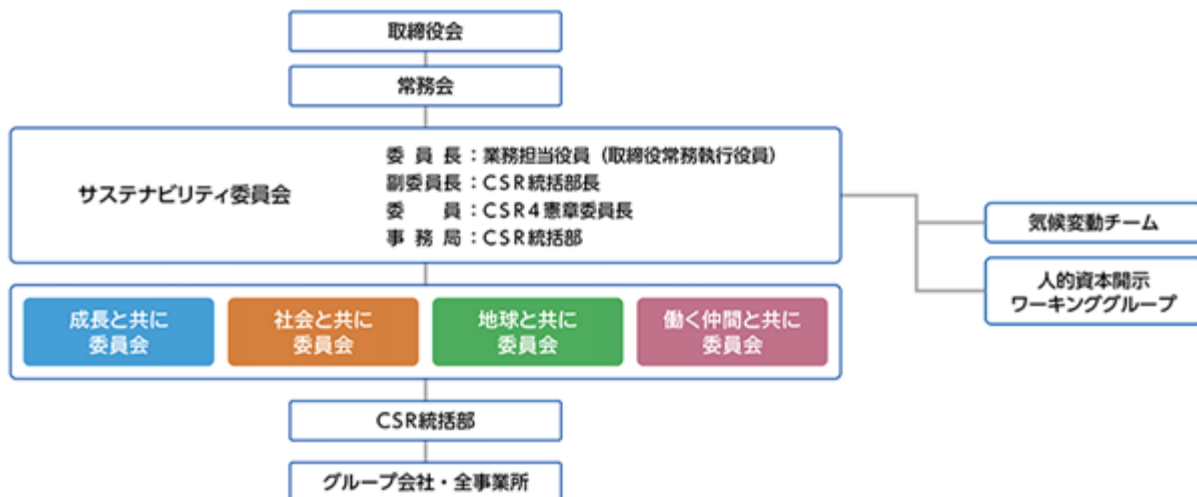 取締役会
常務会
サステナビリティ委員会
委員長：業務担当役員（取締役常務執行役員）
副委員長：CSR統括部長
委員：CSR4憲章委員長
事務局：CSR統括部
気候変動チーム
人的資本開示
ワーキンググループ
成長と共に
委員会
社会と共に
委員会
地球と共に
委員会
働く仲間と共に
委員会
CSR統括部
グループ会社・全事業所